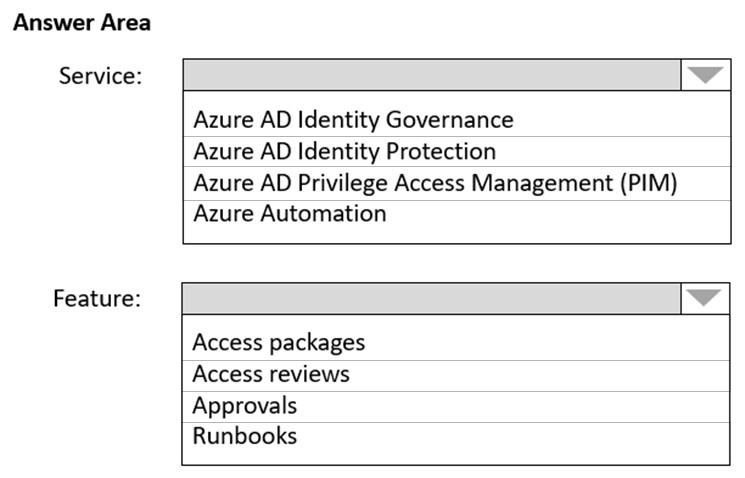 Answer Area
Service:
Azure AD Identity Governance
Azure AD Identity Protection
Azure AD Privilege Access Management (PIM)
Azure Automation
Feature:
Access packages
Access reviews
Approvals
Runbooks